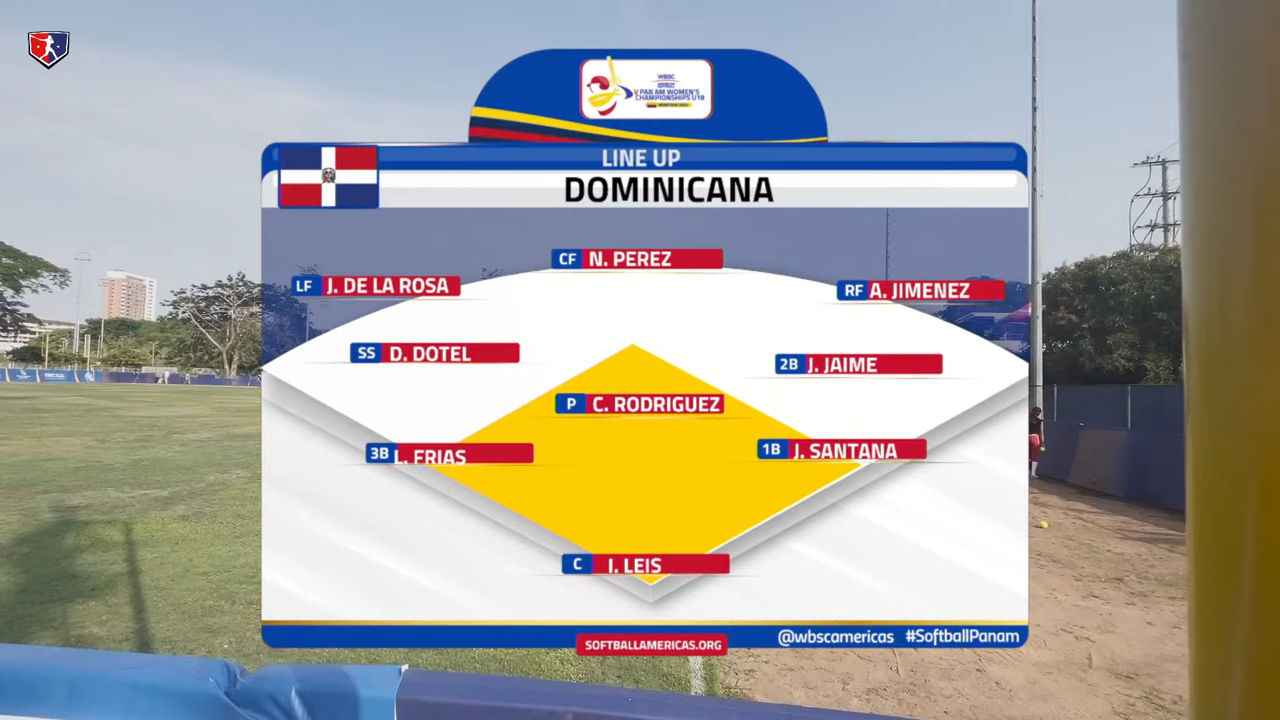 WBSC
V PAN AM WOMEN'S
CHAMPIONSHIPS U18
LINE UP
DOMINICANA
CF N. PEREZ
LF J. DE LA ROSA
RF A. JIMENEZ
SS D. DOTEL
2B J. JAIME
P C. RODRIGUEZ
3B L. FRIAS
1B J. SANTANA
C I. LEIS
@wbscamericas #SoftballPanam
SOFTBALLAMERICAS.ORG